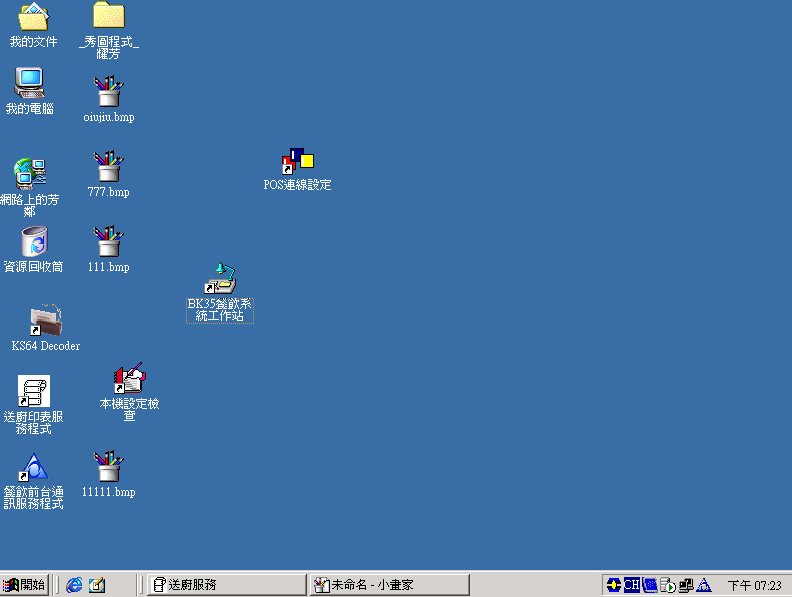 我的文件
_秀圖程式_
耀芳
我的電腦
oiujiu.bmp
網路上的芳
鄰
777.bmp
POS連線設定
資源回收筒
111.bmp
BK35餐飲系
統工作站
KS64 Decoder
本機設定檢
查
送廚印表服
務程式
餐飲前台通
訊服務程式
11111.bmp
開始
送廚服務
未命名 - 小畫家
CH
下午 07:23